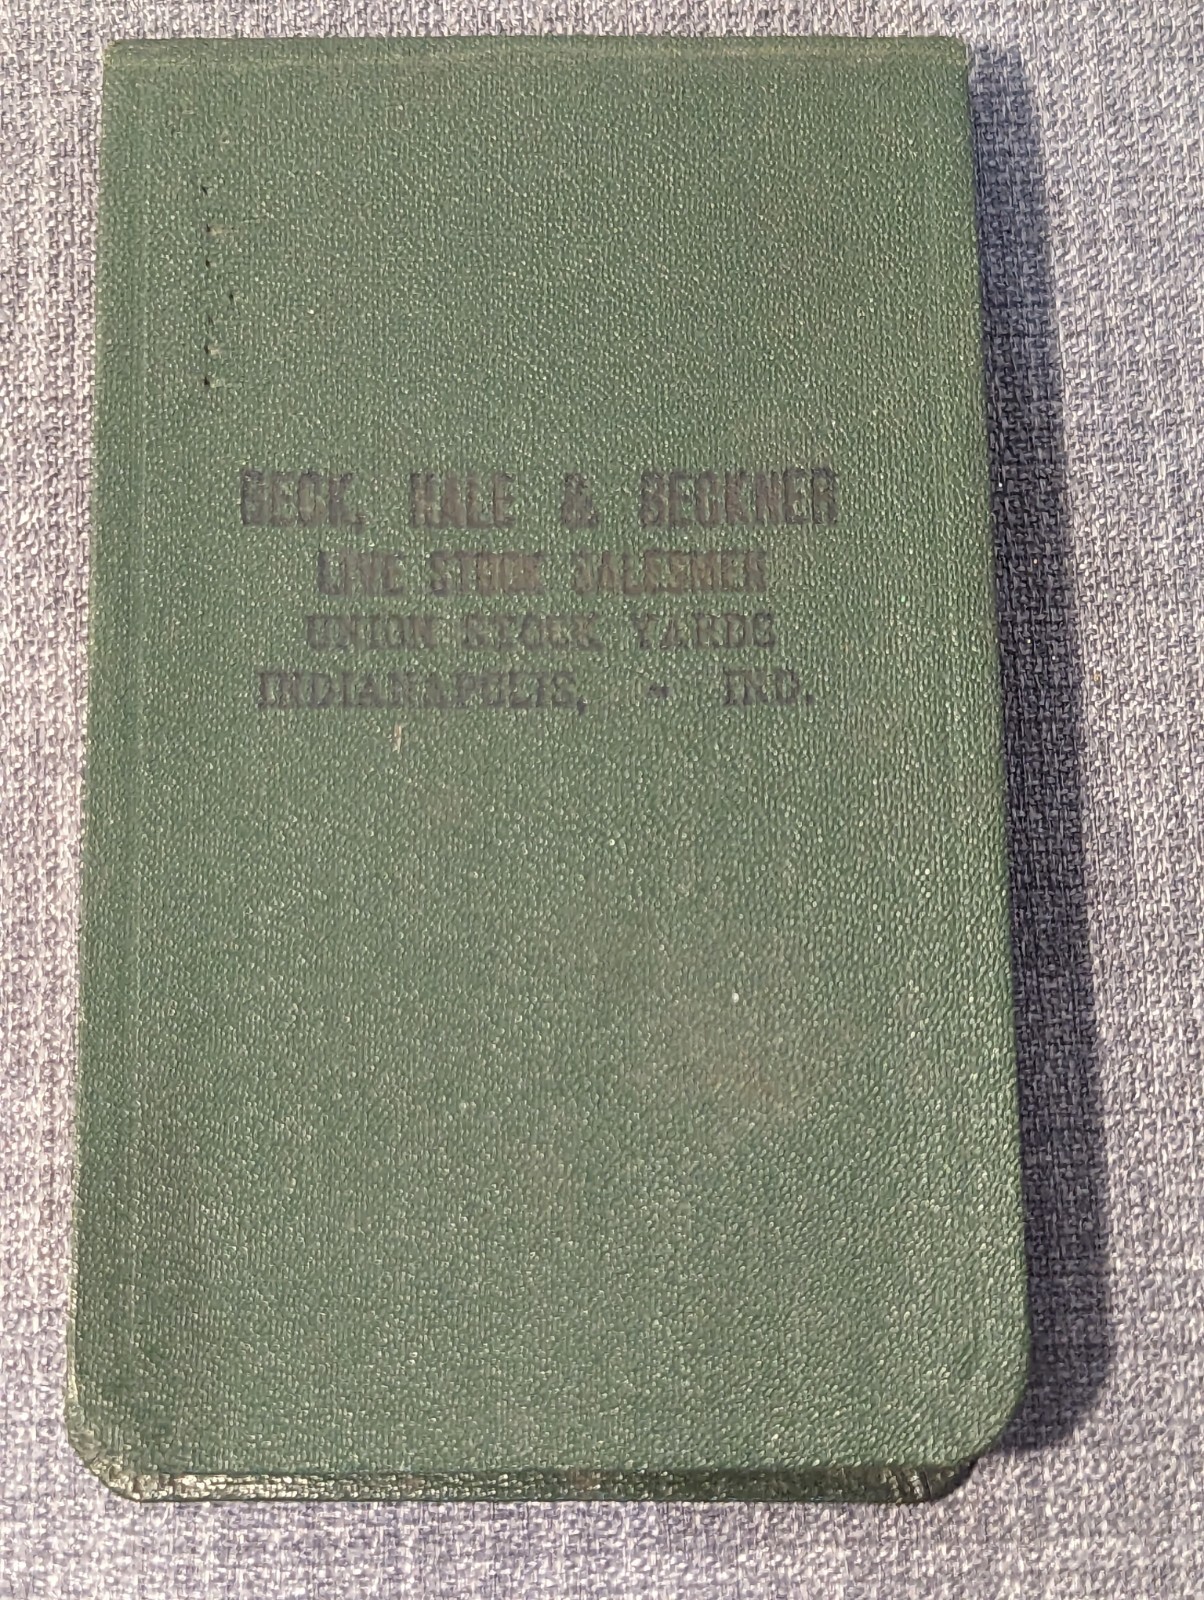 BECK, HALE & BECKNER
LIVE STOCK SALESMEN
UNION STOCK YARDS
INDIANAPOLIS, - IND.